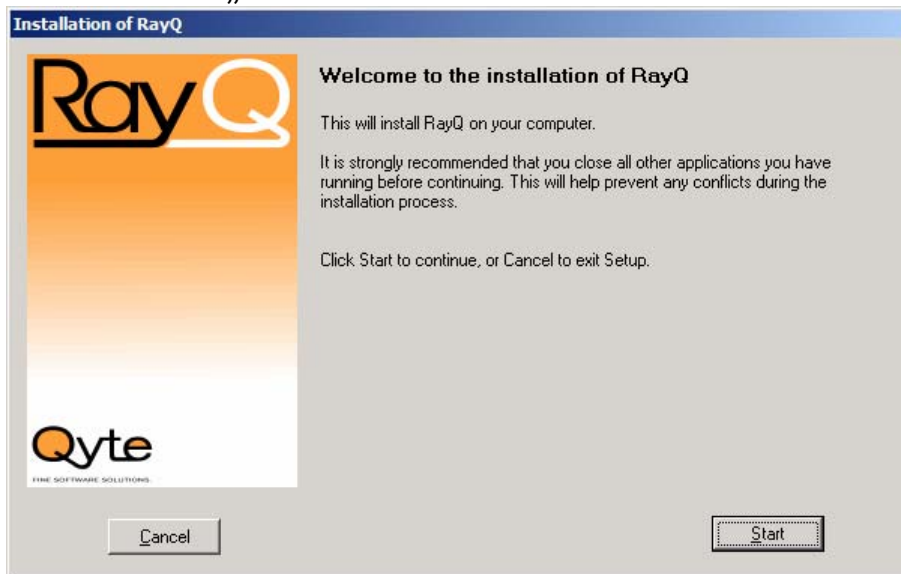 „
Installation of RayQ
RayQ
Welcome to the installation of RayQ
This will install RayQ on your computer.
It is strongly recommended that you close all other applications you have
running before continuing. This will help prevent any conflicts during the
installation process.
Click Start to continue, or Cancel to exit Setup.
Qyte
FINE SOFTWARE SOLUTIONS
Cancel
Start